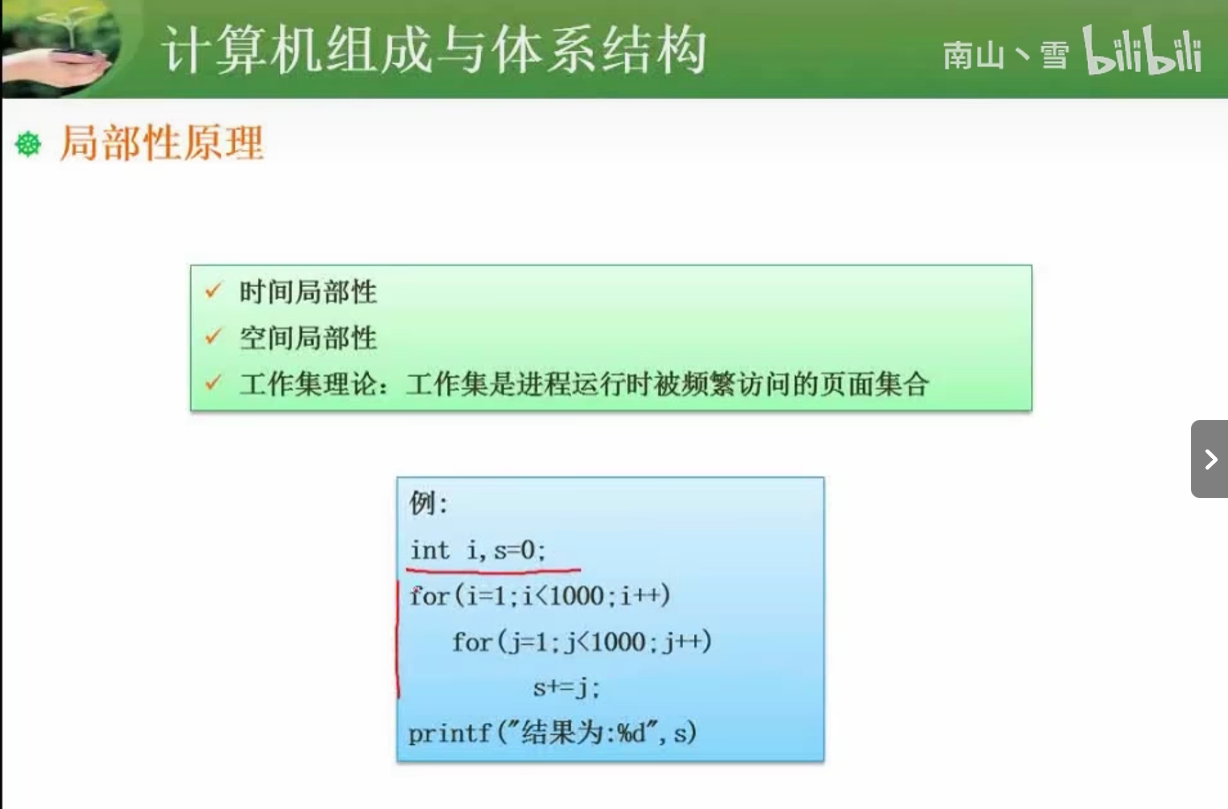 计算机组成与体系结构
南山丶雪 bilibili
局部性原理
✓ 时间局部性
✓ 空间局部性
✓ 工作集理论：工作集是进程运行时被频繁访问的页面集合
例:
int i,s=0;
for(i=1;i<1000;i++)
for(j=1;j<1000;j++)
s+=j;
printf("结果为:%d",s)